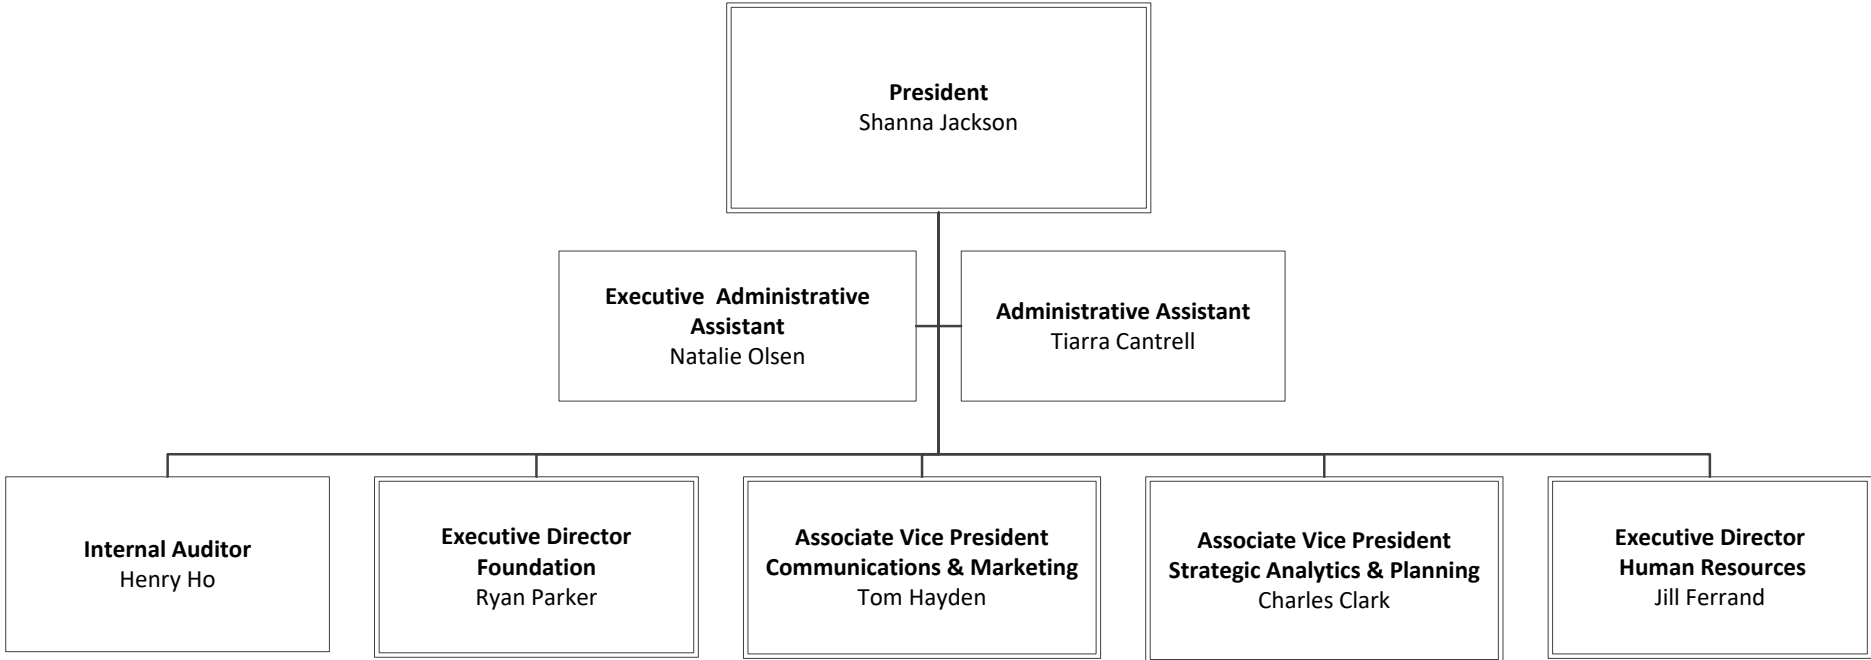 President
Shanna Jackson
Executive Administrative
Assistant
Natalie Olsen
Administrative Assistant
Tiarra Cantrell
Internal Auditor
Henry Ho
Executive Director
Foundation
Ryan Parker
Associate Vice President
Communications & Marketing
Tom Hayden
Associate Vice President
Strategic Analytics & Planning
Charles Clark
Executive Director
Human Resources
Jill Ferrand